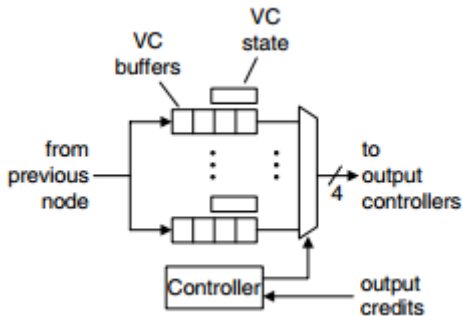 VC
buffers
VC
state
from
previous
node
to
output
controllers
4
Controller
output
credits